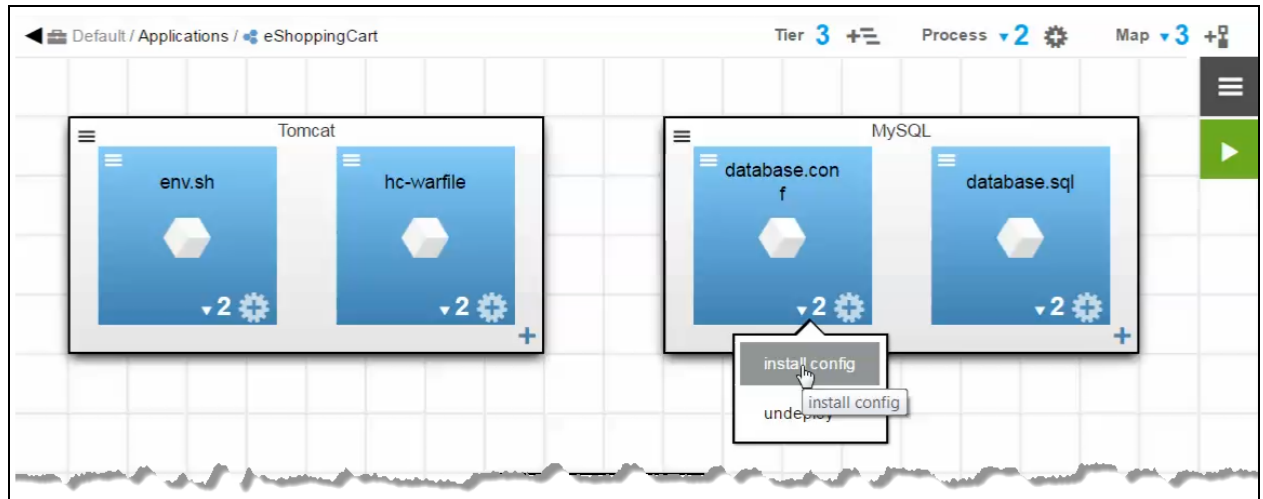 Default / Applications / eShoppingCart
Tier 3 Process 2 Map 3
Tomcat
MySQL
env.sh
hc-warfile
database.con
f
database.sql
2
2
2
2
install config
install config
undeploy